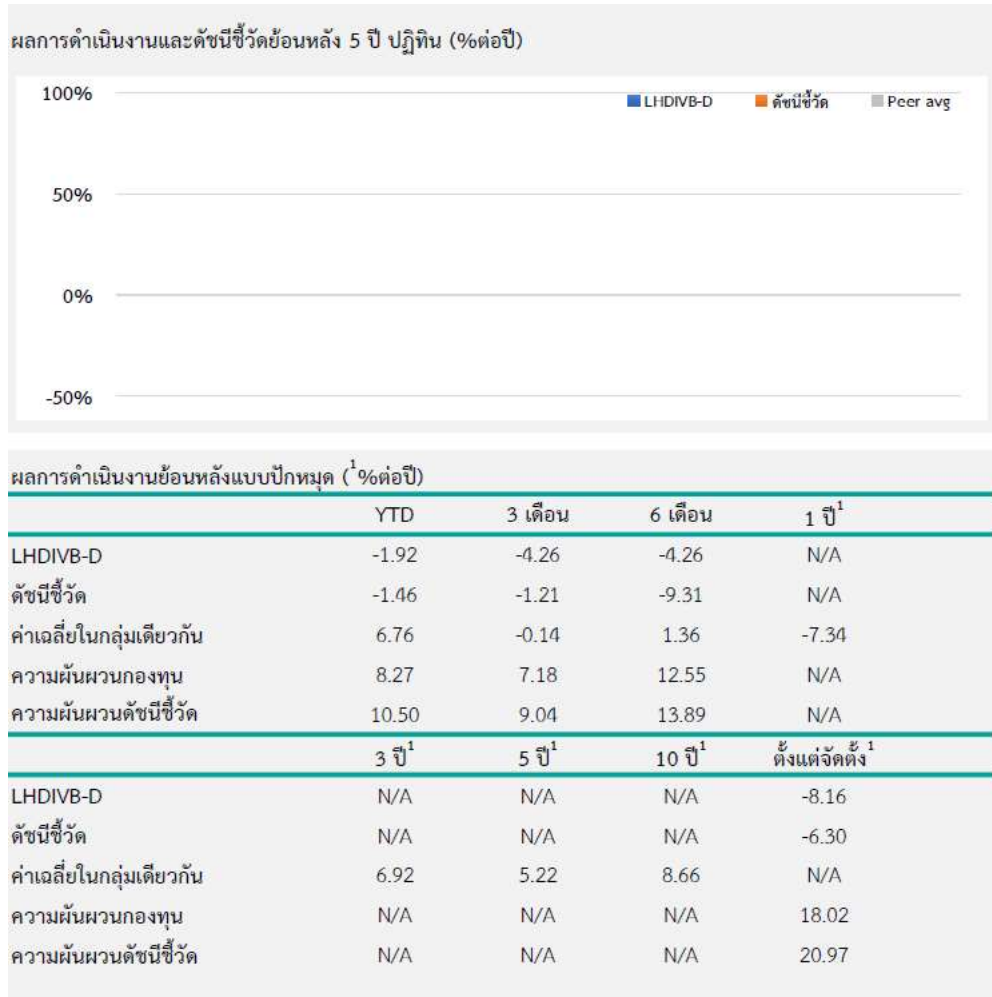 ผลการดำเนินงานและดัชนีชี้วัดย้อนหลัง 5 ปี ปฏิทิน (%ต่อปี)
100%
LHDIVB-D ดัชนีชี้วัด Peer avg
50%
0%
-50%
ผลการดำเนินงานย้อนหลังแบบปักหมุด (¹%ต่อปี)
YTD 3 เดือน 6 เดือน 1 ปี¹
LHDIVB-D -1.92 -4.26 -4.26 N/A
ดัชนีชี้วัด -1.46 -1.21 -9.31 N/A
ค่าเฉลี่ยในกลุ่มเดียวกัน 6.76 -0.14 1.36 -7.34
ความผันผวนกองทุน 8.27 7.18 12.55 N/A
ความผันผวนดัชนีชี้วัด 10.50 9.04 13.89 N/A
3 ปี¹ 5 ปี¹ 10 ปี¹ ตั้งแต่จัดตั้ง¹
LHDIVB-D N/A N/A N/A -8.16
ดัชนีชี้วัด N/A N/A N/A -6.30
ค่าเฉลี่ยในกลุ่มเดียวกัน 6.92 5.22 8.66 N/A
ความผันผวนกองทุน N/A N/A N/A 18.02
ความผันผวนดัชนีชี้วัด N/A N/A N/A 20.97